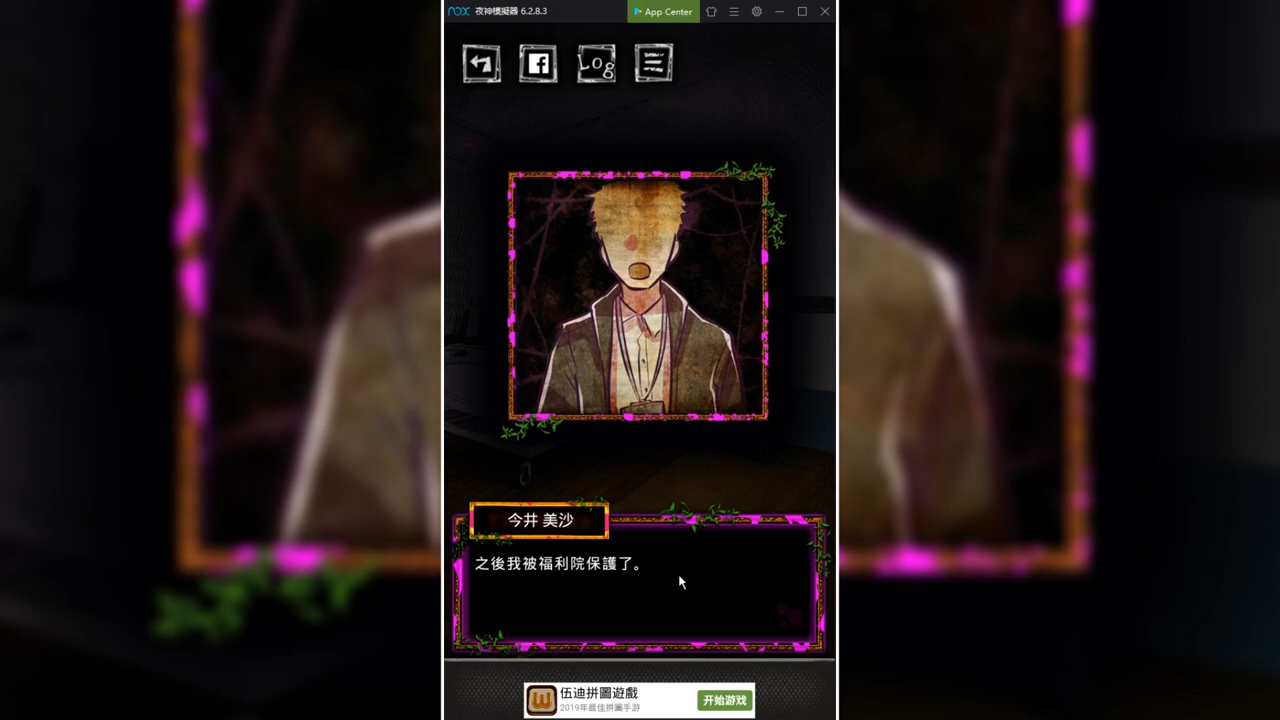 nox 夜神模擬器 6.2.8.3
App Center
Log
今井 美沙
之後我被福利院保護了。
伍迪拼圖遊戲
2019年最佳拼圖手游
开始游戏